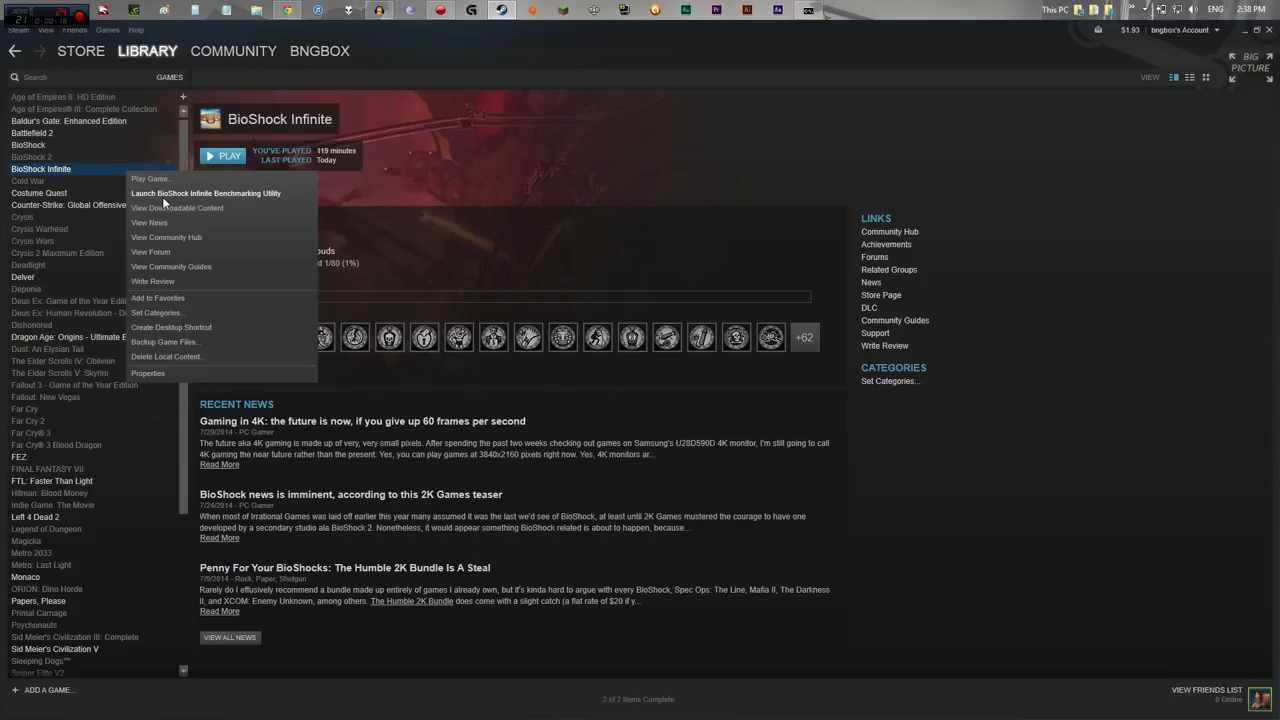 This PC
2:38 PM
21
24
0:00:16
Steam View Friends Games Help
$1.93 bngbox's Account
STORE LIBRARY COMMUNITY BNGBOX
BIG PICTURE
Search GAMES
VIEW
Age of Empires II: HD Edition
Age of Empires® III: Complete Collection
Baldur's Gate: Enhanced Edition
Battlefield 2
BioShock
BioShock 2
BioShock Infinite
Cold War
Costume Quest
Counter-Strike: Global Offensive
Crysis
Crysis Warhead
Crysis Wars
Crysis 2 Maximum Edition
Deadlight
Delver
Deponia
Deus Ex: Game of the Year Editi
Deus Ex: Human Revolution - Di
Dishonored
Dragon Age: Origins - Ultimate E
Dust: An Elysian Tail
The Elder Scrolls IV: Oblivion
The Elder Scrolls V: Skyrim
Fallout 3 - Game of the Year Edition
Fallout: New Vegas
Far Cry
Far Cry 2
Far Cry® 3
Far Cry® 3 Blood Dragon
FEZ
FINAL FANTASY VII
FTL: Faster Than Light
Hitman: Blood Money
Indie Game: The Movie
Left 4 Dead 2
Legend of Dungeon
Magicka
Metro 2033
Metro: Last Light
Monaco
ORION: Dino Horde
Papers, Please
Primal Carnage
Psychonauts
Sid Meier's Civilization III: Complete
Sid Meier's Civilization V
Sleeping Dogs™
Sniper Elite V2
+ ADD A GAME...
BioShock Infinite
PLAY
YOU'VE PLAYED 119 minutes
LAST PLAYED Today
Play Game...
Launch BioShock Infinite Benchmarking Utility
View Downloadable Content
View News
View Community Hub
View Forum
View Community Guides
Write Review
Add to Favorites
Set Categories...
Create Desktop Shortcut
Backup Game Files...
Delete Local Content...
Properties
ouds
d 1/80 (1%)
+62
RECENT NEWS
Gaming in 4K: the future is now, if you give up 60 frames per second
7/29/2014 - PC Gamer
The future aka 4K gaming is made up of very, very small pixels. After spending the past two weeks checking out games on Samsung's U28D590D 4K monitor, I'm still going to call
4K gaming the near future rather than the present. Yes, you can play games at 3840x2160 pixels right now. Yes, 4K monitors ar...
Read More
BioShock news is imminent, according to this 2K Games teaser
7/24/2014 - PC Gamer
When most of Irrational Games was laid off earlier this year many assumed it was the last we'd see of BioShock, at least until 2K Games mustered the courage to have one
developed by a secondary studio ala BioShock 2. Nonetheless, it would appear something BioShock related is about to happen, because...
Read More
Penny For Your BioShocks: The Humble 2K Bundle Is A Steal
7/9/2014 - Rock, Paper, Shotgun
Rarely do I effusively recommend a bundle made up entirely of games I already own, but it's kinda hard to argue with every BioShock, Spec Ops: The Line, Mafia II, The Darkness
II, and XCOM: Enemy Unknown, among others. The Humble 2K Bundle does come with a slight catch (a flat rate of $20 if y...
Read More
VIEW ALL NEWS
LINKS
Community Hub
Achievements
Forums
Related Groups
News
Store Page
DLC
Community Guides
Support
Write Review
CATEGORIES
Set Categories...
2 of 2 Items Complete
VIEW FRIENDS LIST
0 Online